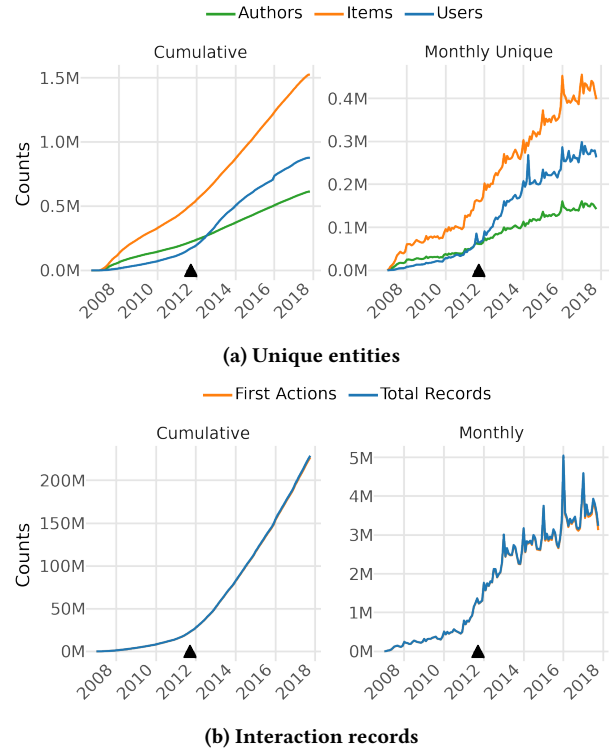 Authors Items Users
Cumulative
Monthly Unique
Counts
1.5M
1.0M
0.5M
0.0M
2008 2010 2012 2014 2016 2018
0.4M
0.3M
0.2M
0.1M
0.0M
2008 2010 2012 2014 2016 2018
(a) Unique entities
First Actions Total Records
Cumulative
Monthly
Counts
200M
150M
100M
50M
0M
2008 2010 2012 2014 2016 2018
5M
4M
3M
2M
1M
0M
2008 2010 2012 2014 2016 2018
(b) Interaction records